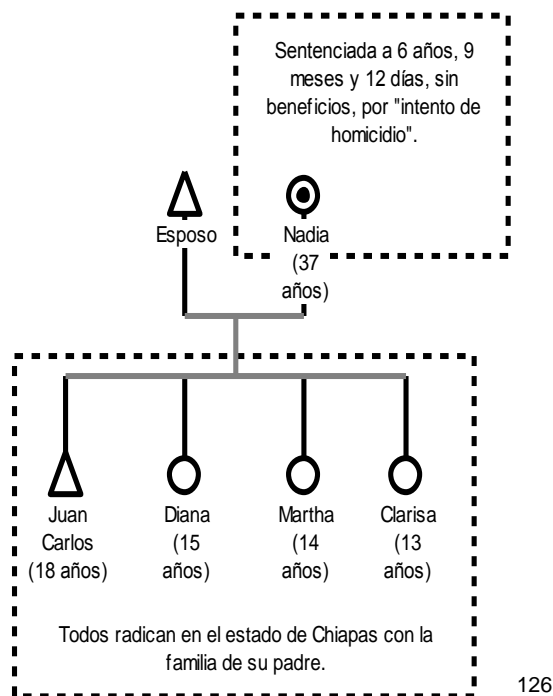 Sentenciada a 6 años, 9
meses y 12 días, sin
beneficios, por "intento de
homicidio".
Esposo
Nadia
(37
años)
Juan
Carlos
(18 años)
Diana
(15
años)
Martha
(14
años)
Clarisa
(13
años)
Todos radican en el estado de Chiapas con la
familia de su padre.
126